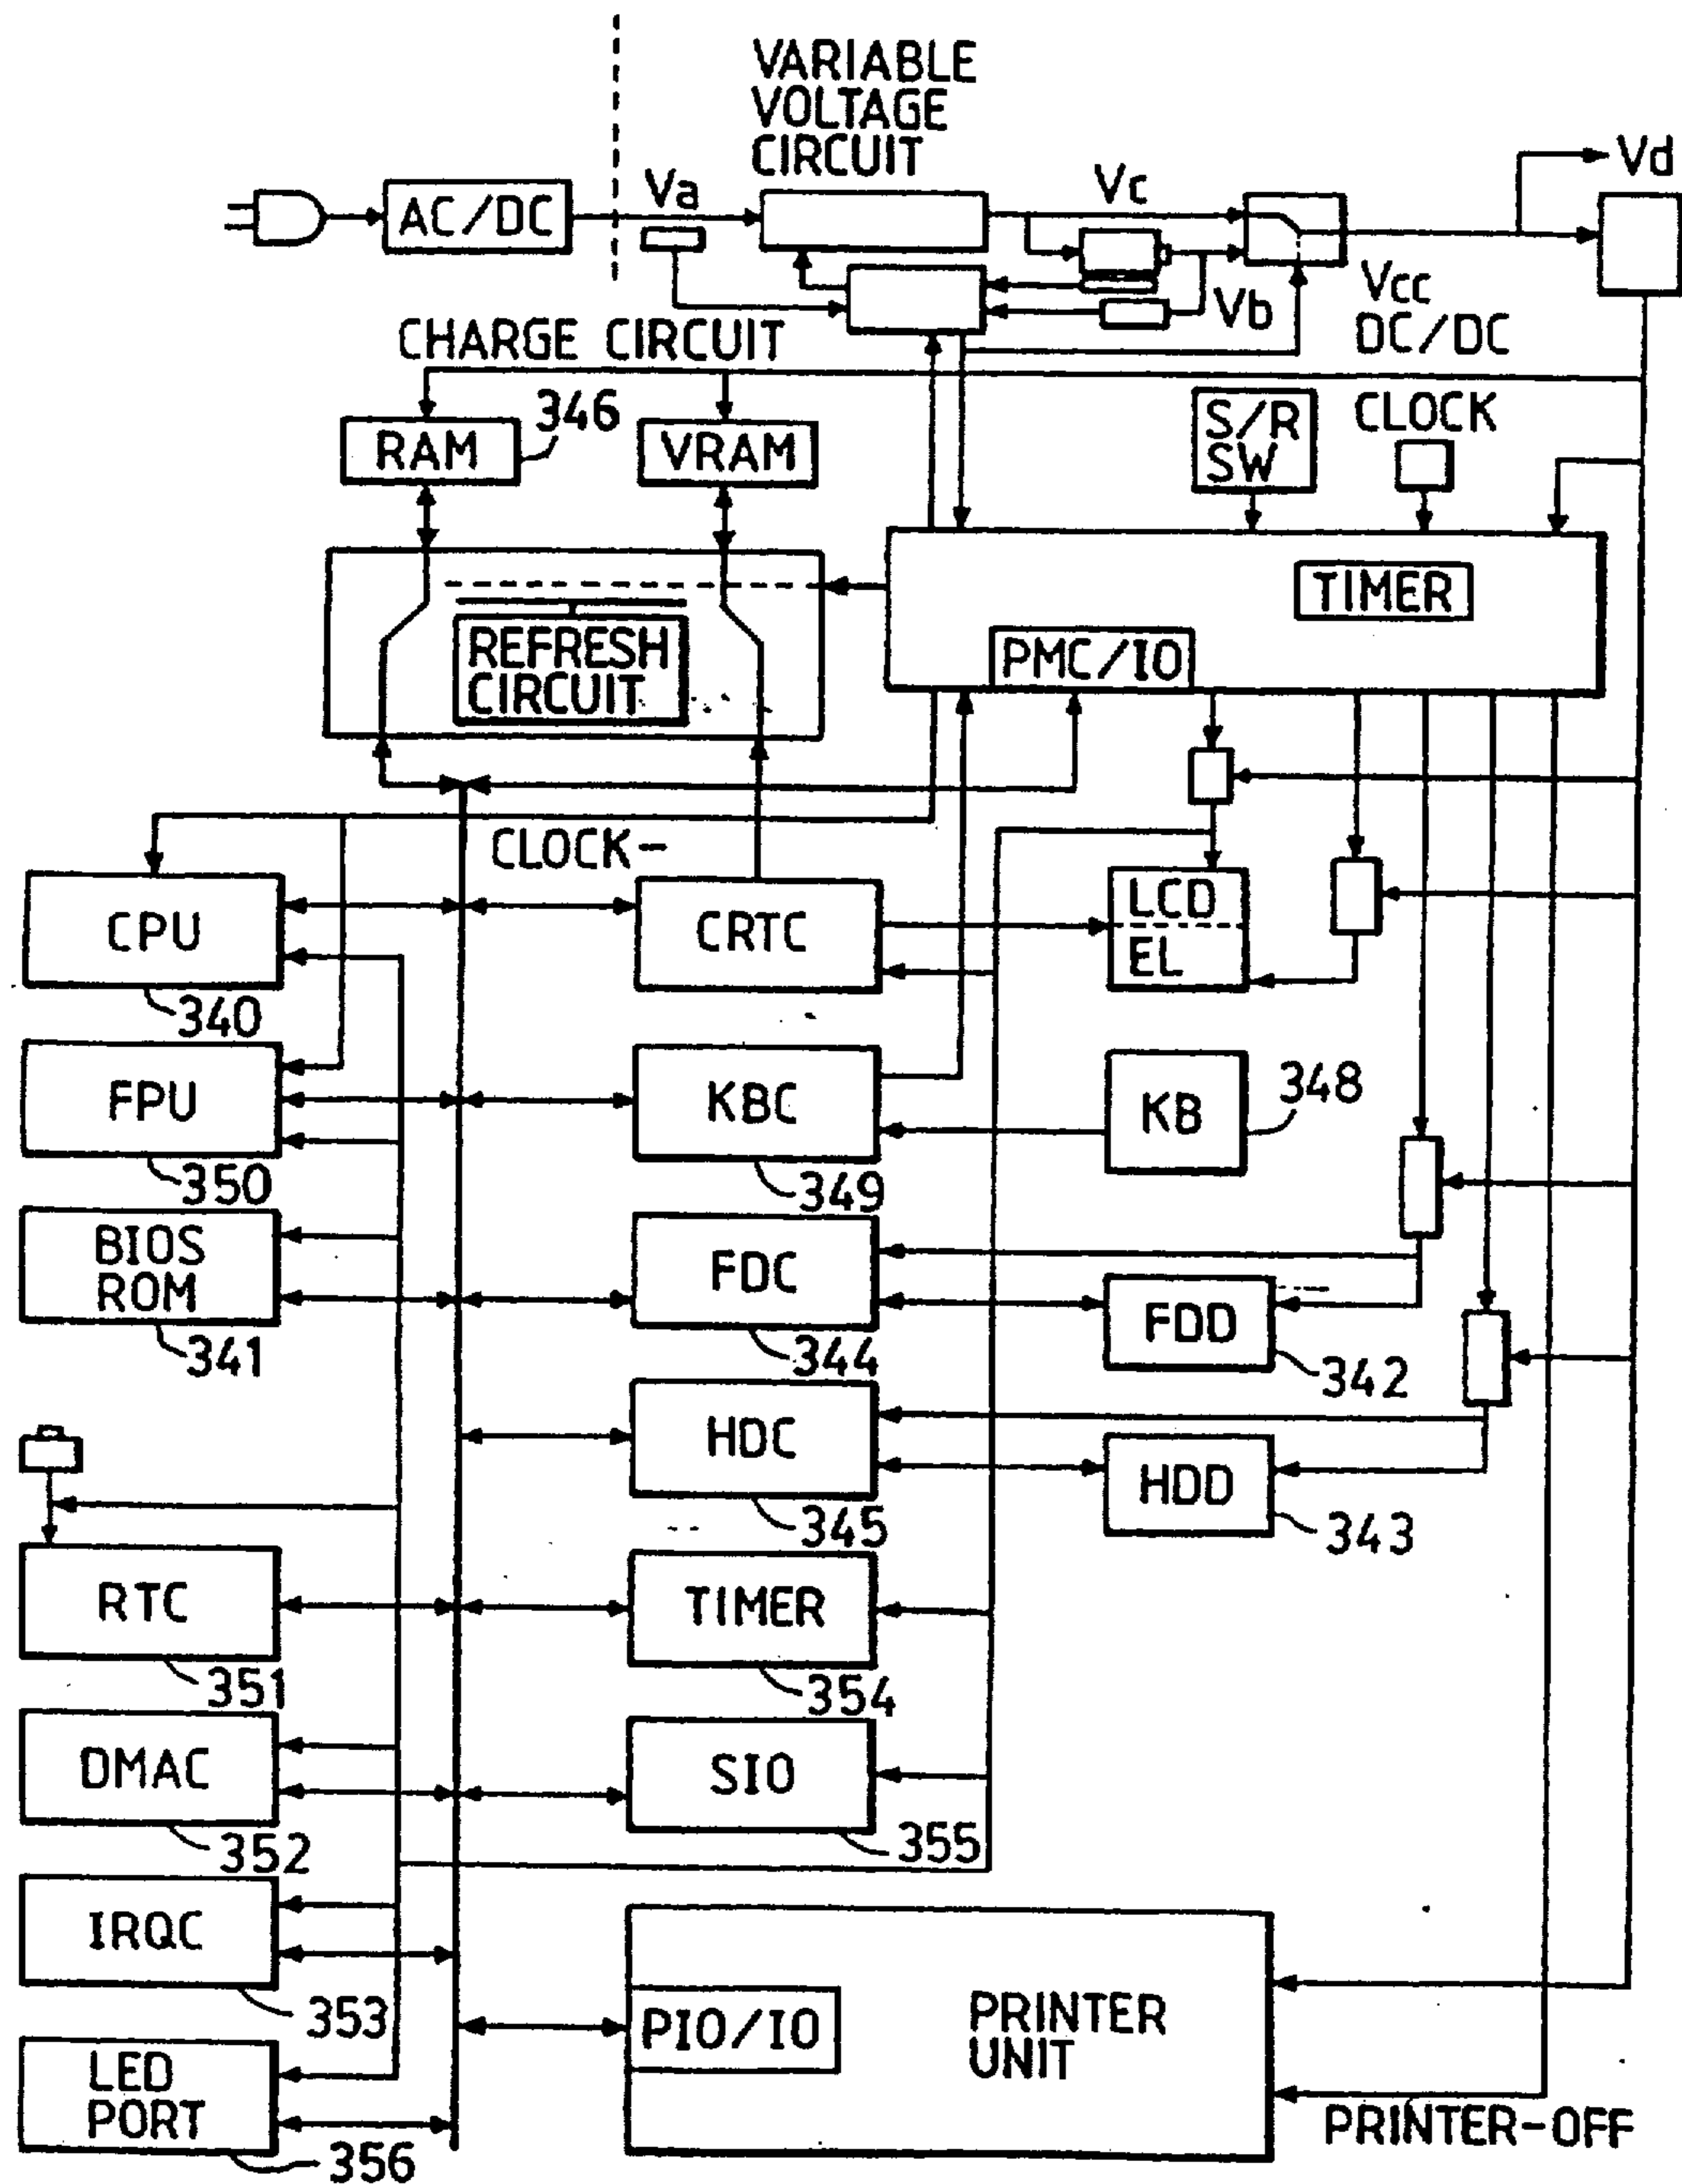 VARIABLE
VOLTAGE
CIRCUIT
AC/DC
Va
Vc
Vd
Vb
Vcc
DC/DC
CHARGE CIRCUIT
346
RAM
VRAM
S/R
SW
CLOCK
TIMER
PMC/IO
REFRESH
CIRCUIT
CLOCK-
CPU
CRTC
LCD
EL
340
FPU
KBC
KB
348
350
349
BIOS
ROM
FDC
FDD
341
344
342
HDC
HDD
345
343
RTC
TIMER
351
354
DMAC
SIO
352
355
IRQC
353
PIO/IO
PRINTER
UNIT
LED
PORT
356
PRINTER-OFF